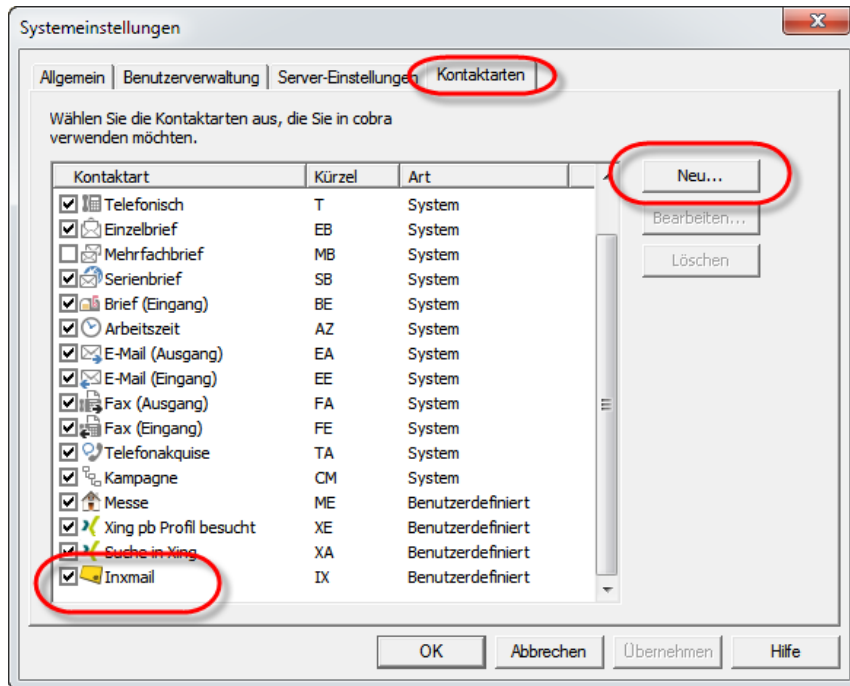 Systemeinstellungen
Allgemein Benutzerverwaltung Server-Einstellungen Kontaktarten
Wählen Sie die Kontaktarten aus, die Sie in cobra
verwenden möchten.
Kontaktart Kürzel Art Neu...
Telefonisch T System
Einzelbrief EB System Bearbeiten...
Mehrfachbrief MB System Löschen
Serienbrief SB System
Brief (Eingang) BE System
Arbeitszeit AZ System
E-Mail (Ausgang) EA System
E-Mail (Eingang) EE System
Fax (Ausgang) FA System
Fax (Eingang) FE System
Telefonakquise TA System
Kampagne CM System
Messe ME Benutzerdefiniert
Xing pb Profil besucht XE Benutzerdefiniert
Suche in Xing XA Benutzerdefiniert
Inxmail IX Benutzerdefiniert
OK Abbrechen Übernehmen Hilfe